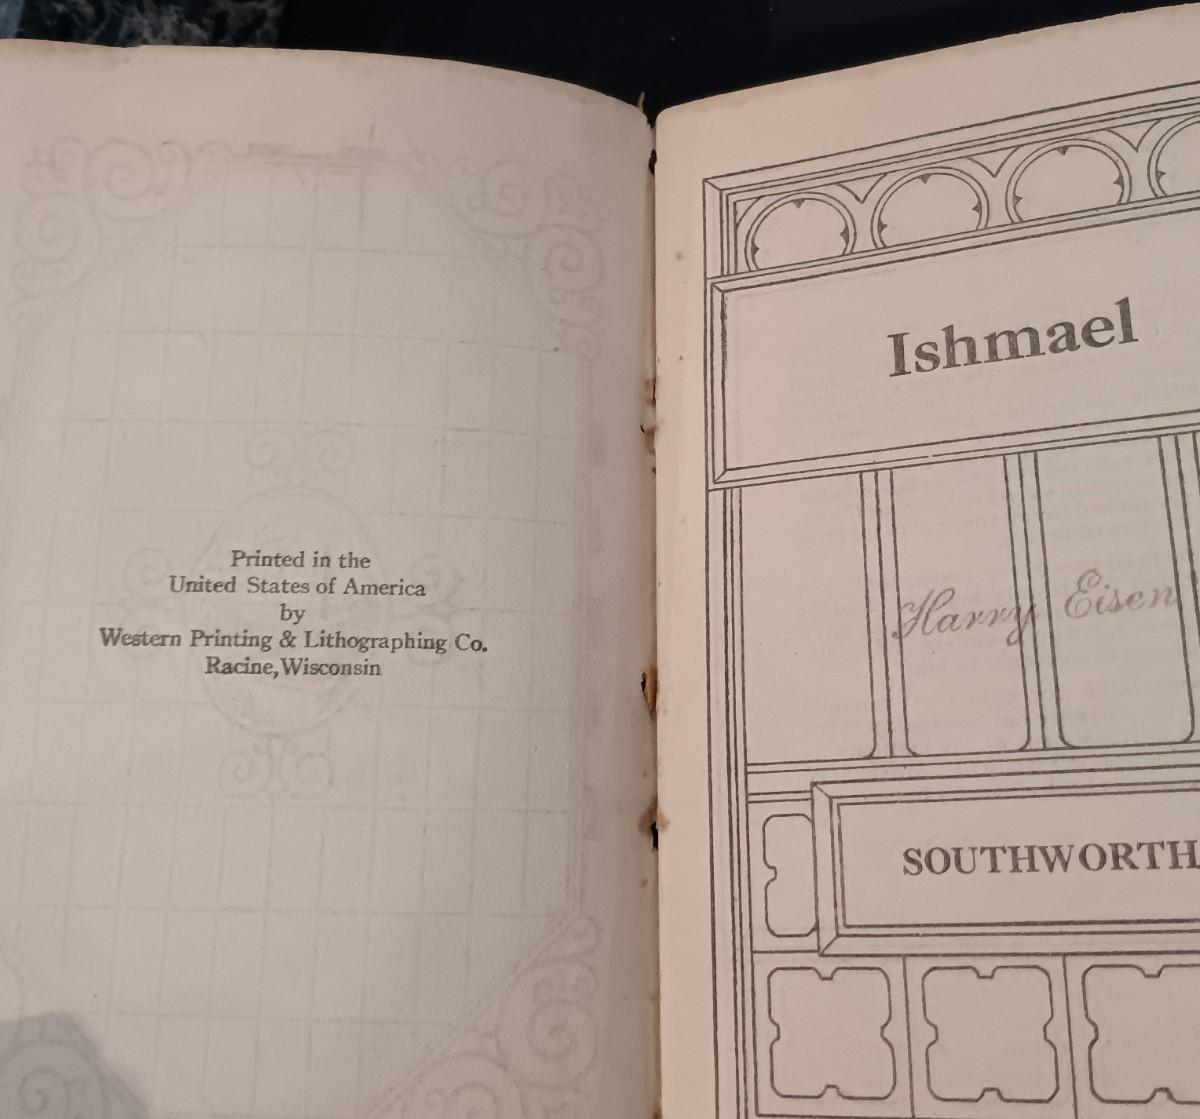 Printed in the
United States of America
by
Western Printing & Lithographing Co.
Racine, Wisconsin
Ishmael
Harry Eisen
SOUTHWORTH